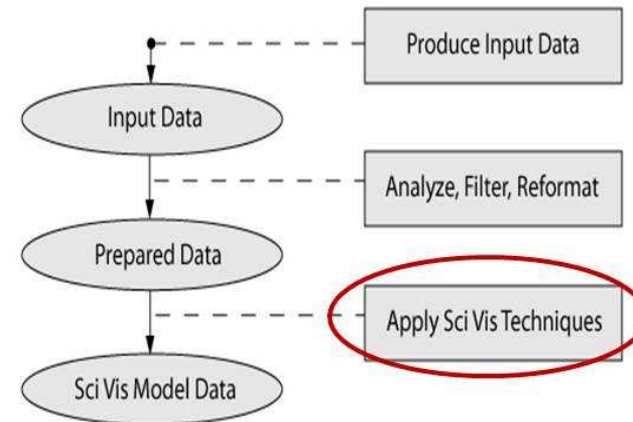 Produce Input Data
Input Data
Analyze, Filter, Reformat
Prepared Data
Apply Sci Vis Techniques
Sci Vis Model Data